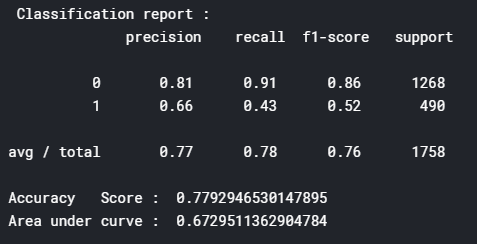 Classification report :
precision recall f1-score support
0 0.81 0.91 0.86 1268
1 0.66 0.43 0.52 490
avg / total 0.77 0.78 0.76 1758
Accuracy Score : 0.7792946530147895
Area under curve : 0.6729511362904784